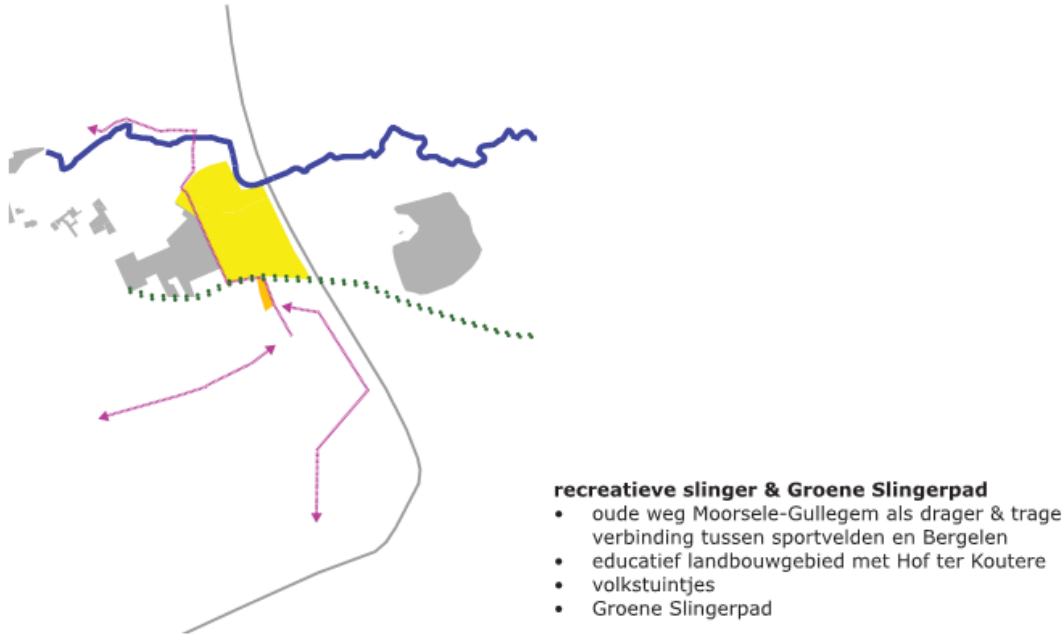 recreatieve slinger & Groene Slingerpad
• oude weg Moorsele-Gullegem als drager & trage
verbinding tussen sportvelden en Bergelen
• educatief landbouwgebied met Hof ter Koutere
• volkstuintjes
• Groene Slingerpad